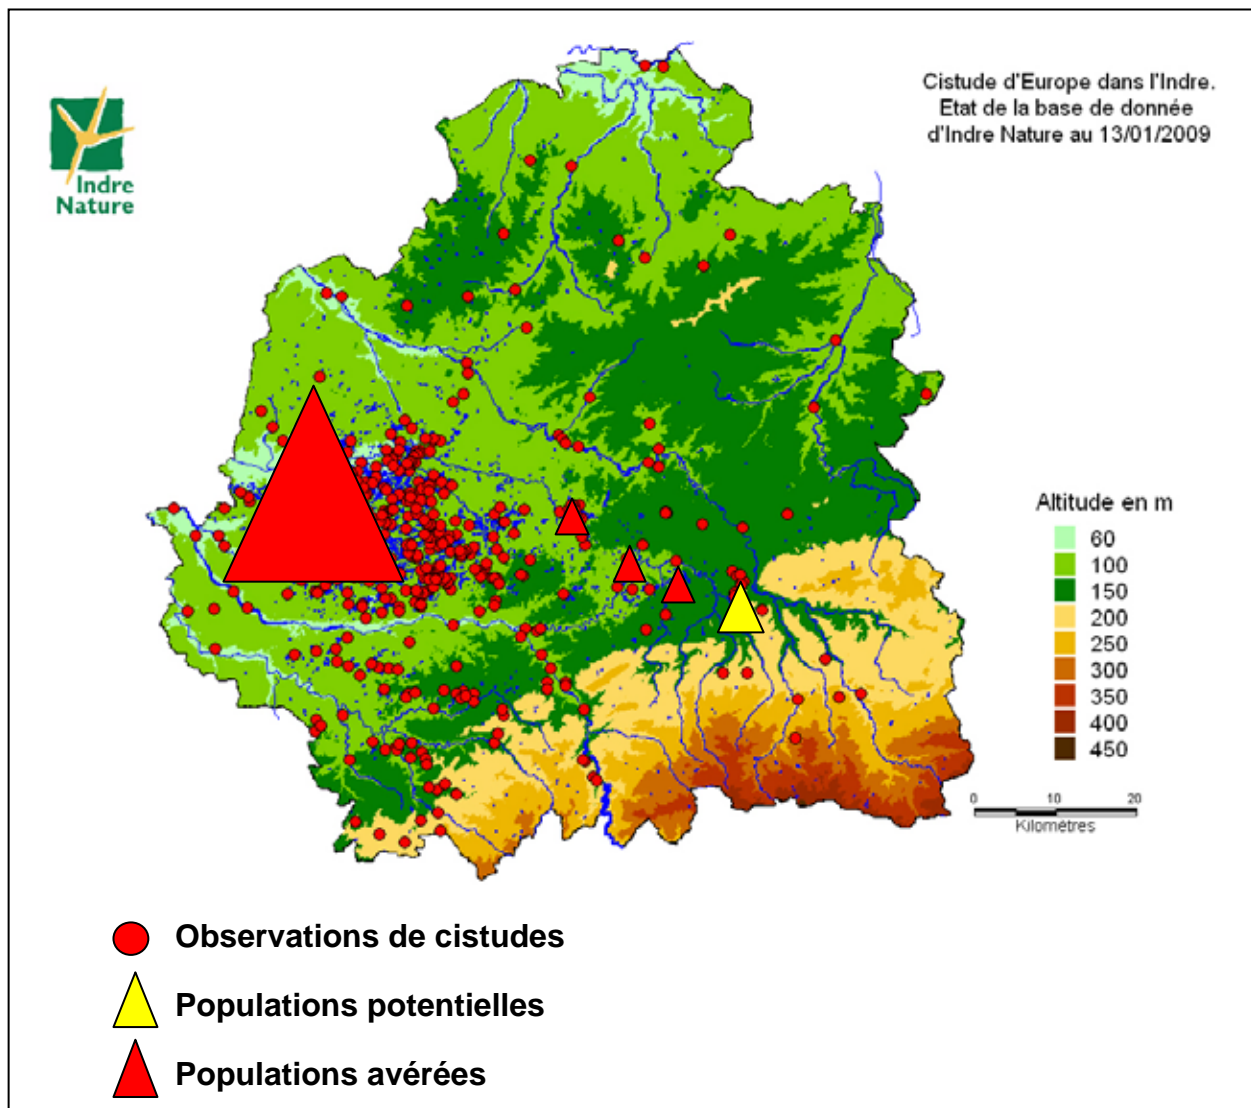 Indre
Nature
Cistude d'Europe dans l'Indre.
Etat de la base de donnée
d'Indre Nature au 13/01/2009
Altitude en m
60
100
150
200
250
300
350
400
450
0 10 20
Kilométres
Observations de cistudes
Populations potentielles
Populations avérées